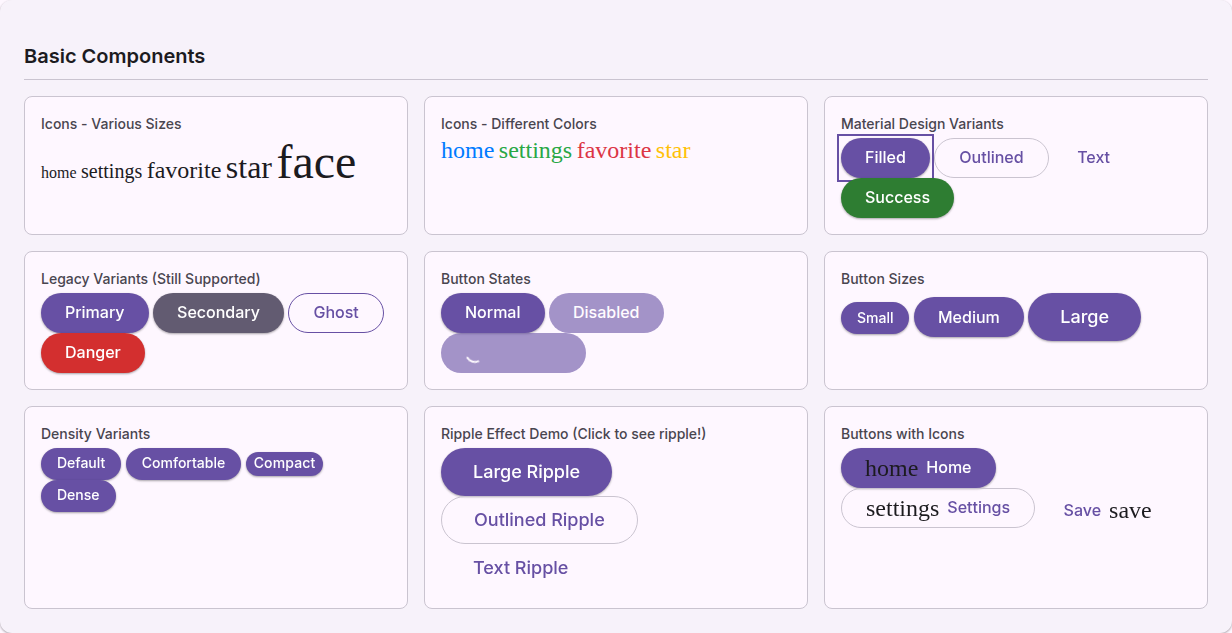 Basic Components
Icons - Various Sizes
home settings favorite star face
Icons - Different Colors
home settings favorite star
Material Design Variants
Filled Outlined Text
Success
Legacy Variants (Still Supported)
Primary Secondary Ghost
Danger
Button States
Normal Disabled
Button Sizes
Small Medium Large
Density Variants
Default Comfortable Compact
Dense
Ripple Effect Demo (Click to see ripple!)
Large Ripple
Outlined Ripple
Text Ripple
Buttons with Icons
home Home
settings Settings Save save